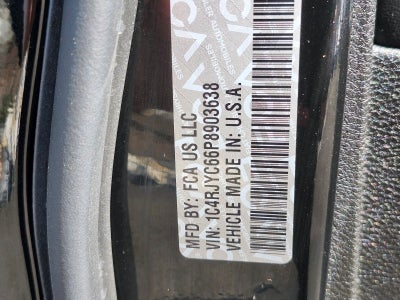 MFD BY: FCA US LLC
VIN: 1C4RJYC66P8903638
VEHICLE MADE IN: U.S.A.